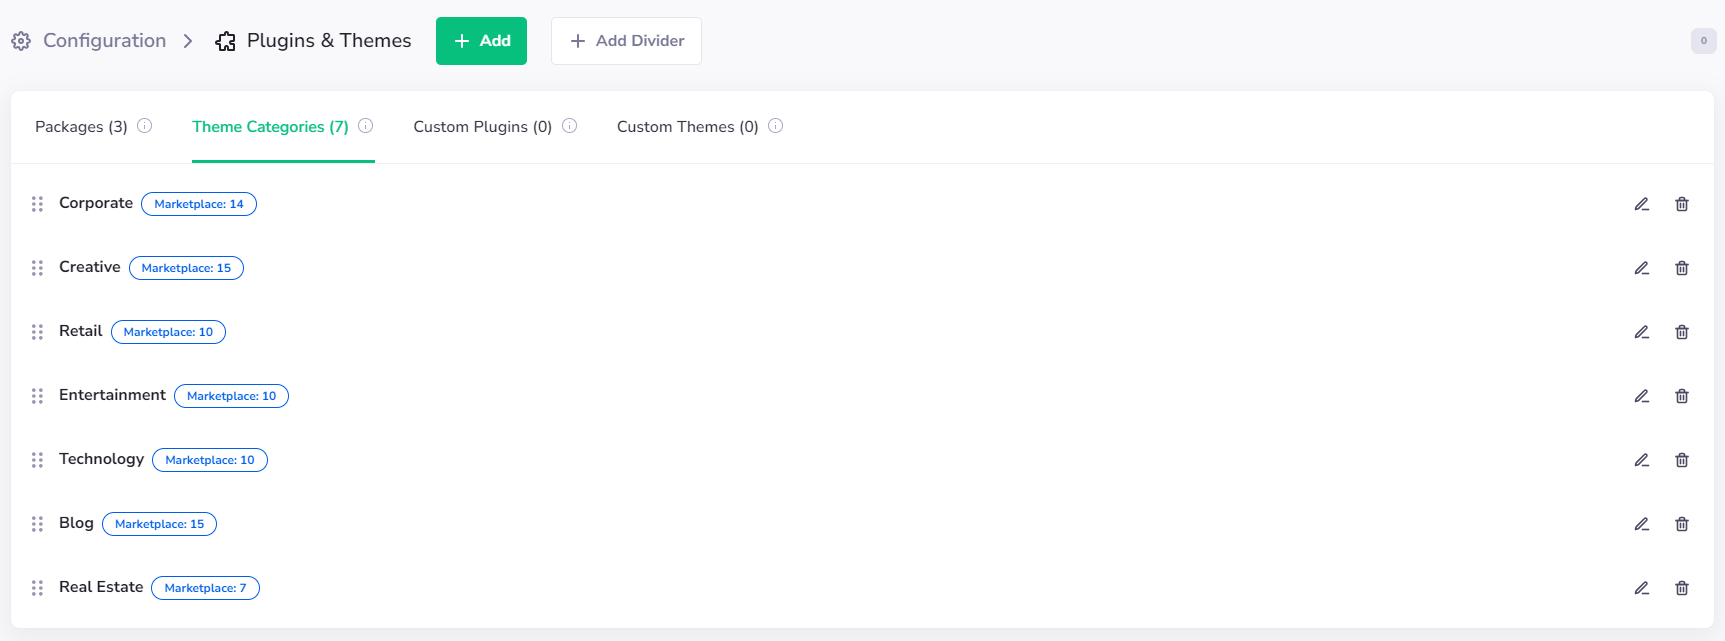 Configuration > Plugins & Themes + Add + Add Divider 0
Packages (3) Theme Categories (7) Custom Plugins (0) Custom Themes (0)
Corporate Marketplace: 14
Creative Marketplace: 15
Retail Marketplace: 10
Entertainment Marketplace: 10
Technology Marketplace: 10
Blog Marketplace: 15
Real Estate Marketplace: 7